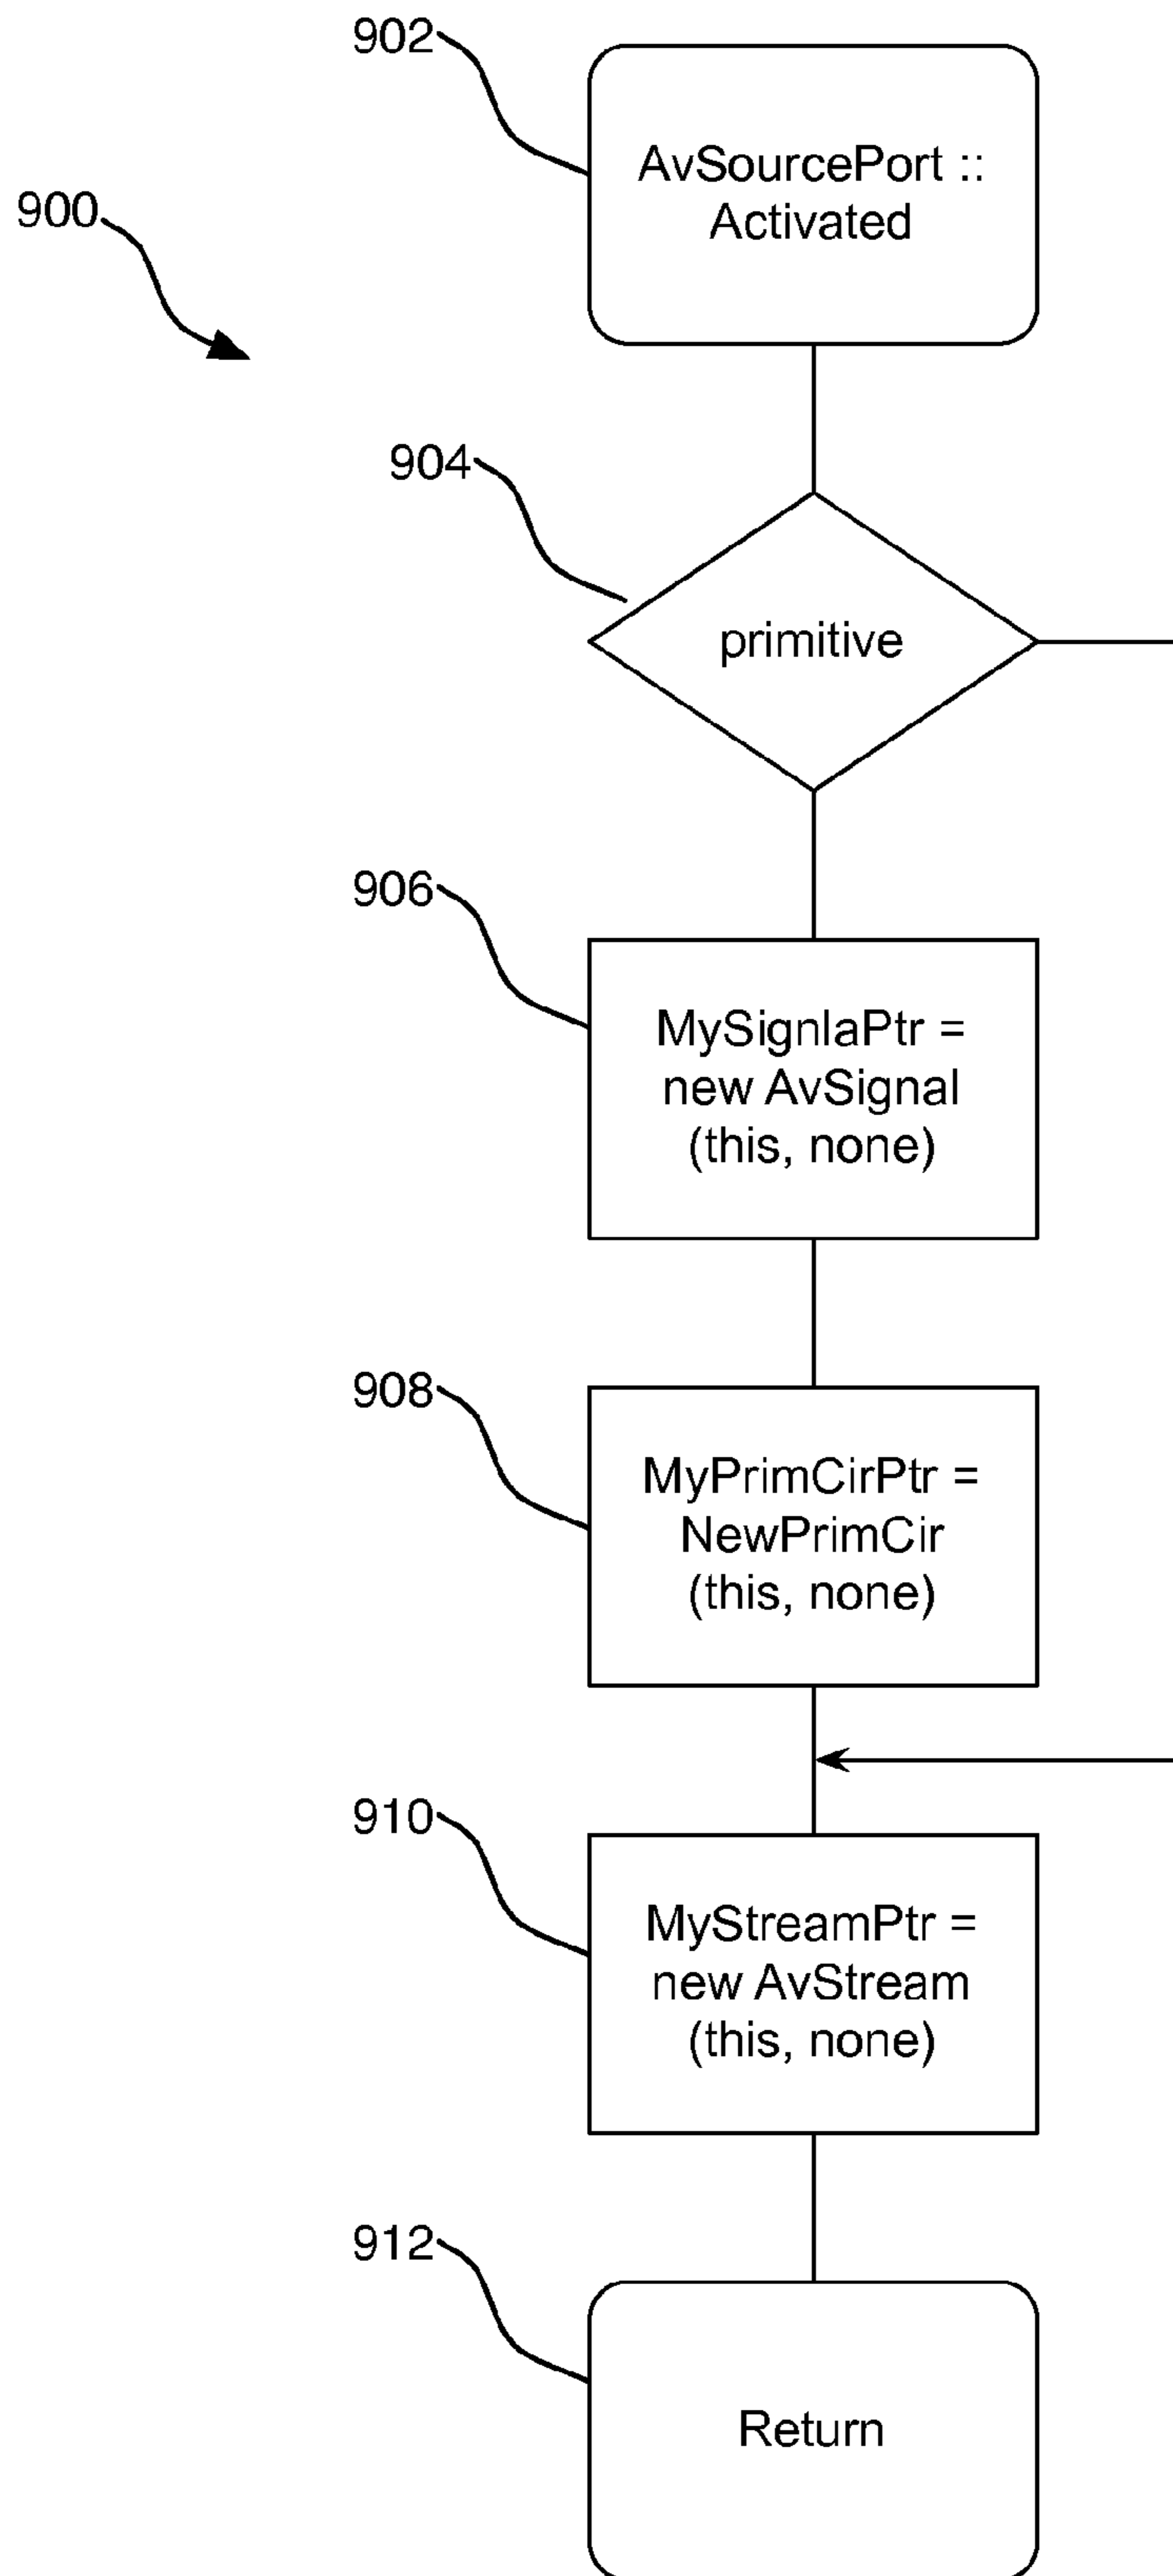 902
AvSourcePort ::
Activated
900
904
primitive
906
MySignlaPtr =
new AvSignal
(this, none)
908
MyPrimCirPtr =
NewPrimCir
(this, none)
910
MyStreamPtr =
new AvStream
(this, none)
912
Return